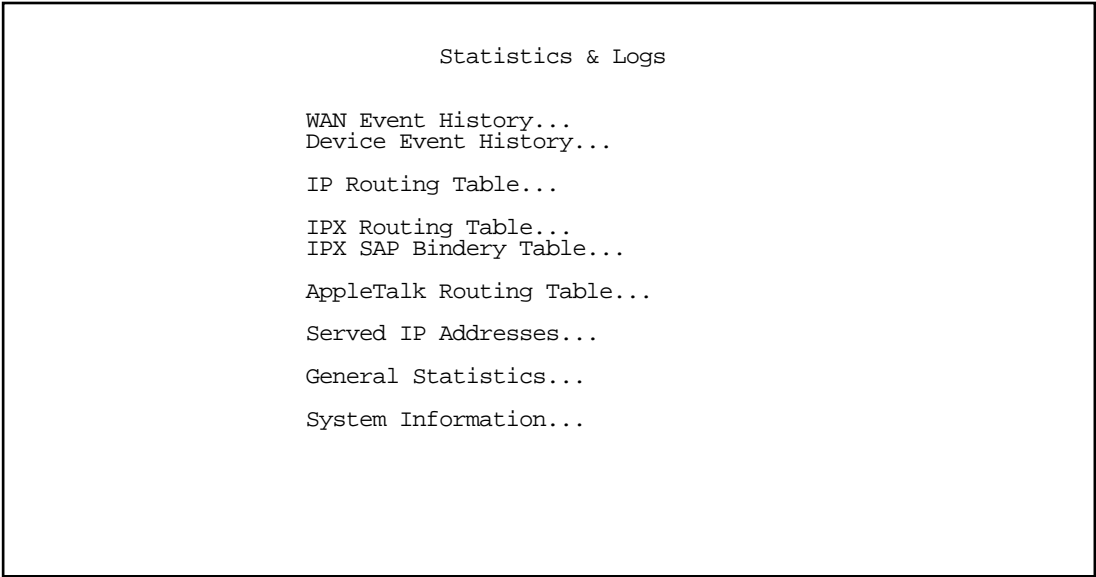 Statistics & Logs
WAN Event History...
Device Event History...
IP Routing Table...
IPX Routing Table...
IPX SAP Bindery Table...
AppleTalk Routing Table...
Served IP Addresses...
General Statistics...
System Information...